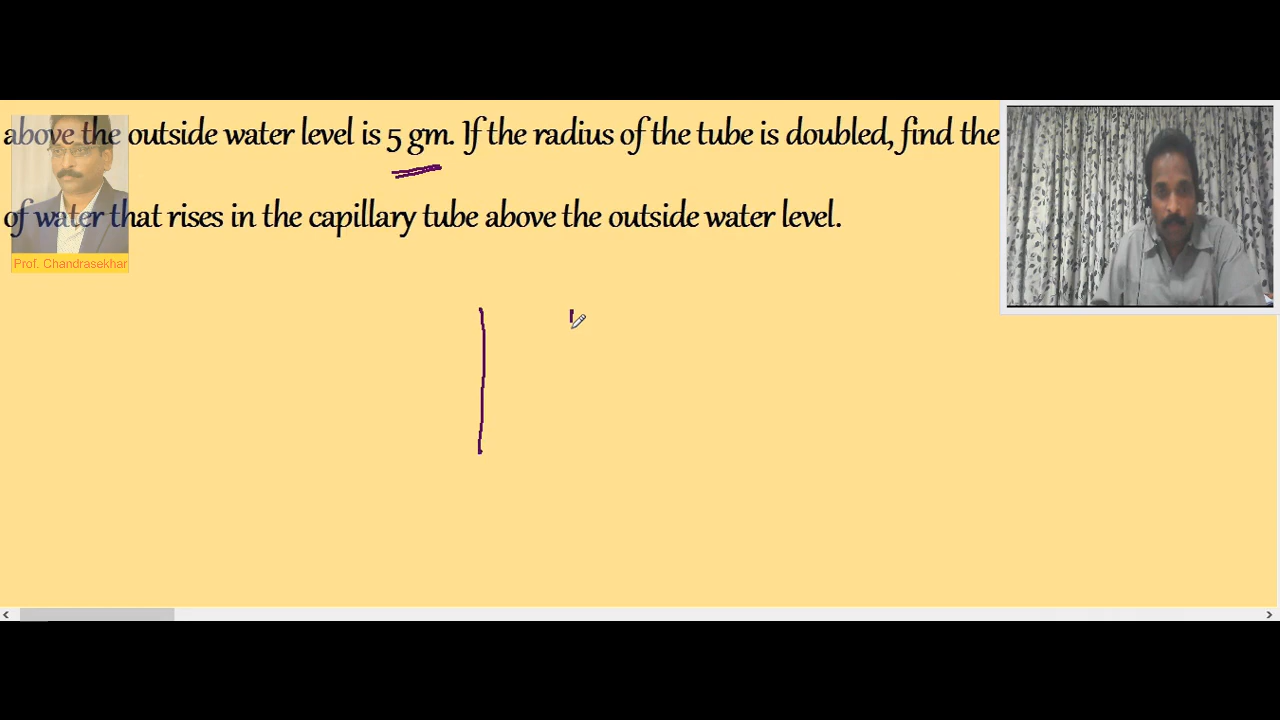 above the outside water level is 5 gm. If the radius of the tube is doubled, find the
of water that rises in the capillary tube above the outside water level.
Prof. Chandrasekhar